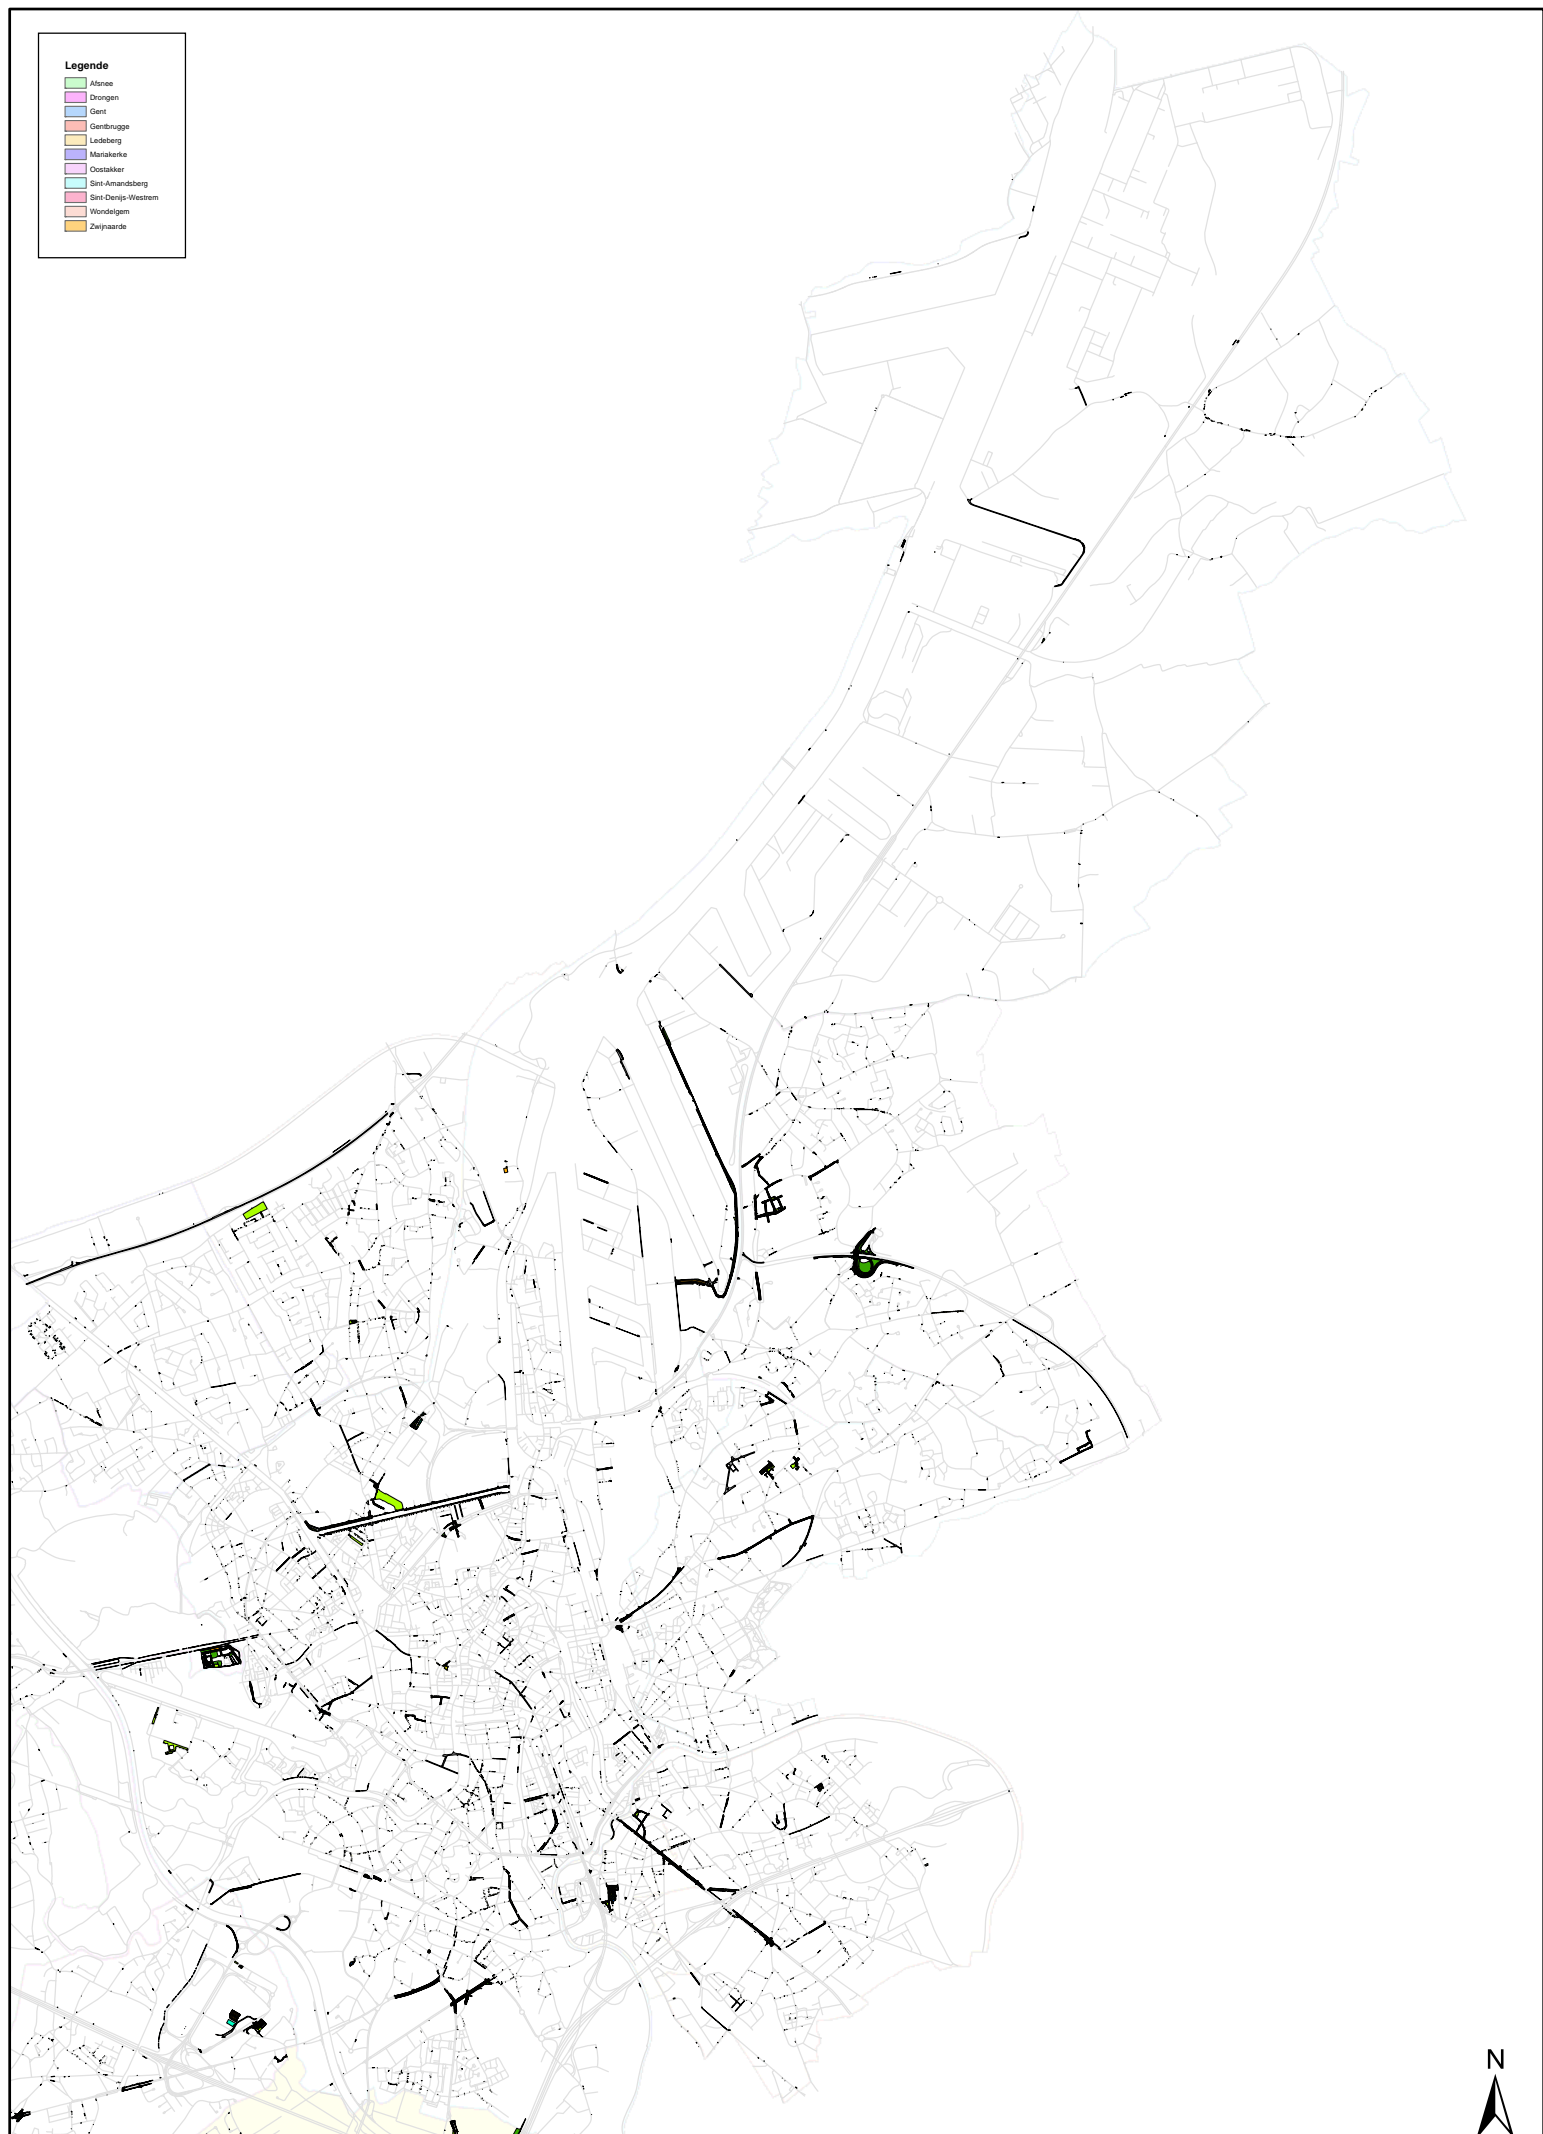 Legende
Afsnee
Drongen
Gent
Gentbrugge
Ledeberg
Mariakerke
Oostakker
Sint-Amandsberg
Sint-Denijs-Westrem
Wondelgem
Zwijnaarde
N